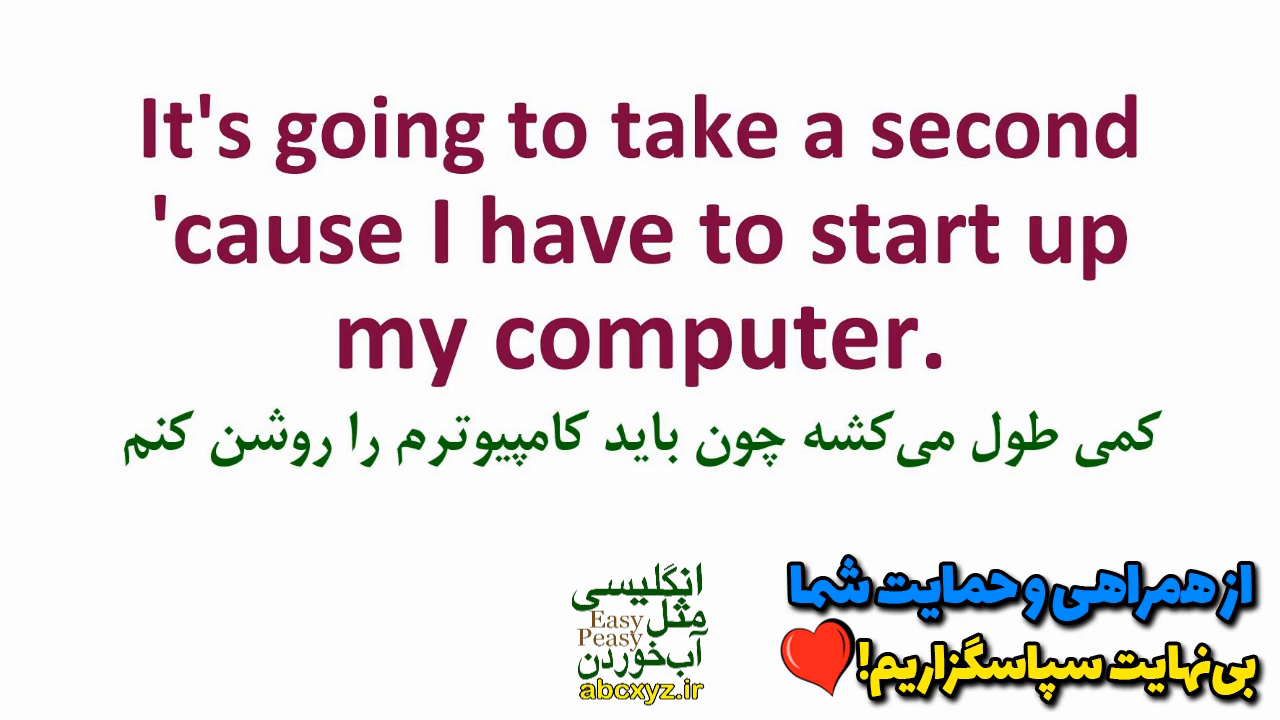 It's going to take a second
'cause I have to start up
my computer.
کمی طول می‌کشه چون باید کامپیوترم را روشن کنم
انگلیسی
مثل
Easy
Peasy
آب‌خوردن
abcxyz.ir
از همراهی و حمایت شما
بی‌نهایت سپاسگزاریم!